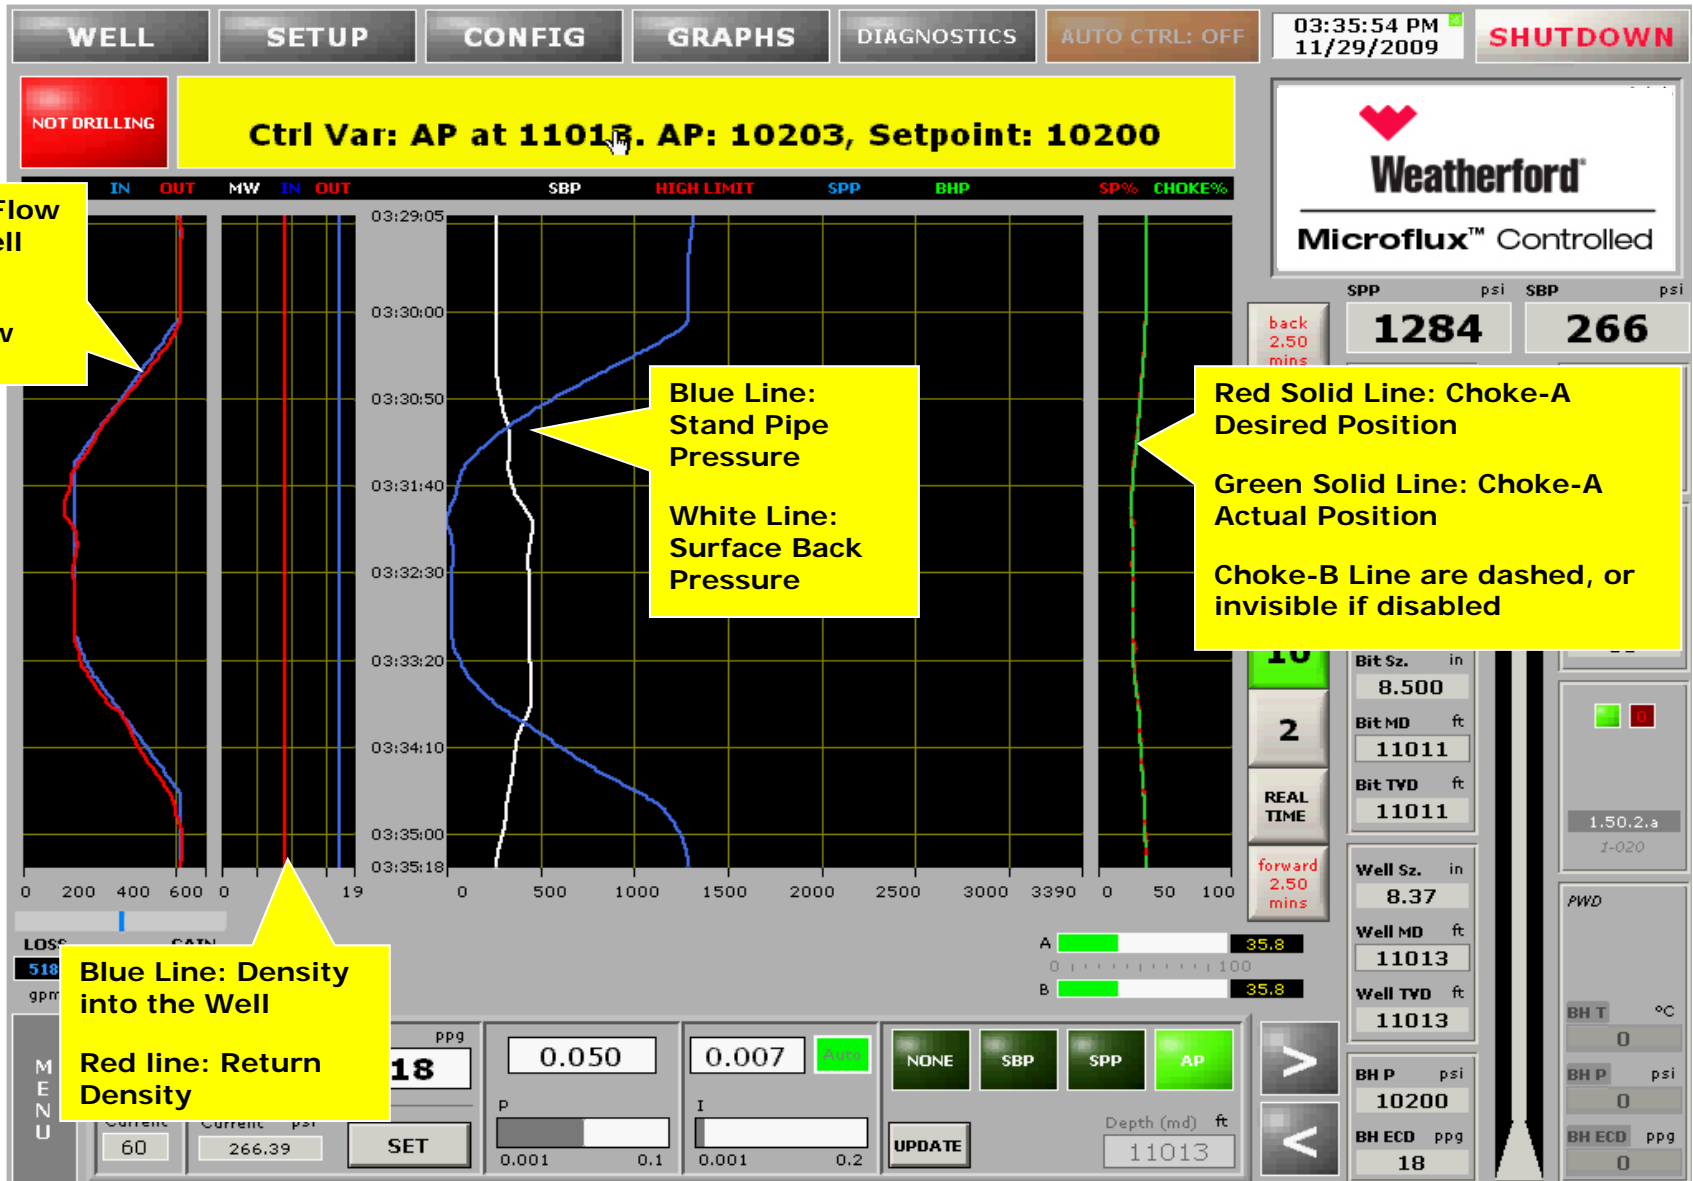 WELL SETUP CONFIG GRAPHS DIAGNOSTICS AUTO CTRL: OFF
03:35:54 PM
11/29/2009
SHUTDOWN
NOT DRILLING
Ctrl Var: AP at 11013. AP: 10203, Setpoint: 10200
Weatherford
Microflux™ Controlled
IN OUT MW IN OUT SBP HIGH LIMIT SPP BHP SP% CHOKE%
Flow
03:29:05
03:30:00
03:30:50
03:31:40
03:32:30
03:33:20
03:34:10
03:35:00
03:35:18
Blue Line:
Stand Pipe
Pressure
White Line:
Surface Back
Pressure
Red Solid Line: Choke-A
Desired Position
Green Solid Line: Choke-A
Actual Position
Choke-B Line are dashed, or
invisible if disabled
0 200 400 600 0 19 0 500 1000 1500 2000 2500 3000 3390 0 50 100
back
2.50
mins
10
2
REAL
TIME
forward
2.50
mins
SPP psi
1284
SBP psi
266
Bit Sz. in
8.500
Bit MD ft
11011
Bit TVD ft
11011
Well Sz. in
8.37
Well MD ft
11013
Well TVD ft
11013
BH P psi
10200
BH ECD ppg
18
0
1.50.2.a
1-020
PWD
BH T °C
0
BH P psi
0
BH ECD ppg
0
LOSS GAIN
518
gpm
Blue Line: Density
into the Well
Red line: Return
Density
A 35.8
0 100
B 35.8
MENU
ppg
18
Current
60
Current psi
266.39
SET
0.050
P
0.001 0.1
0.007 Auto
I
0.001 0.2
NONE SBP SPP AP
UPDATE
Depth (md) ft
11013
>
<